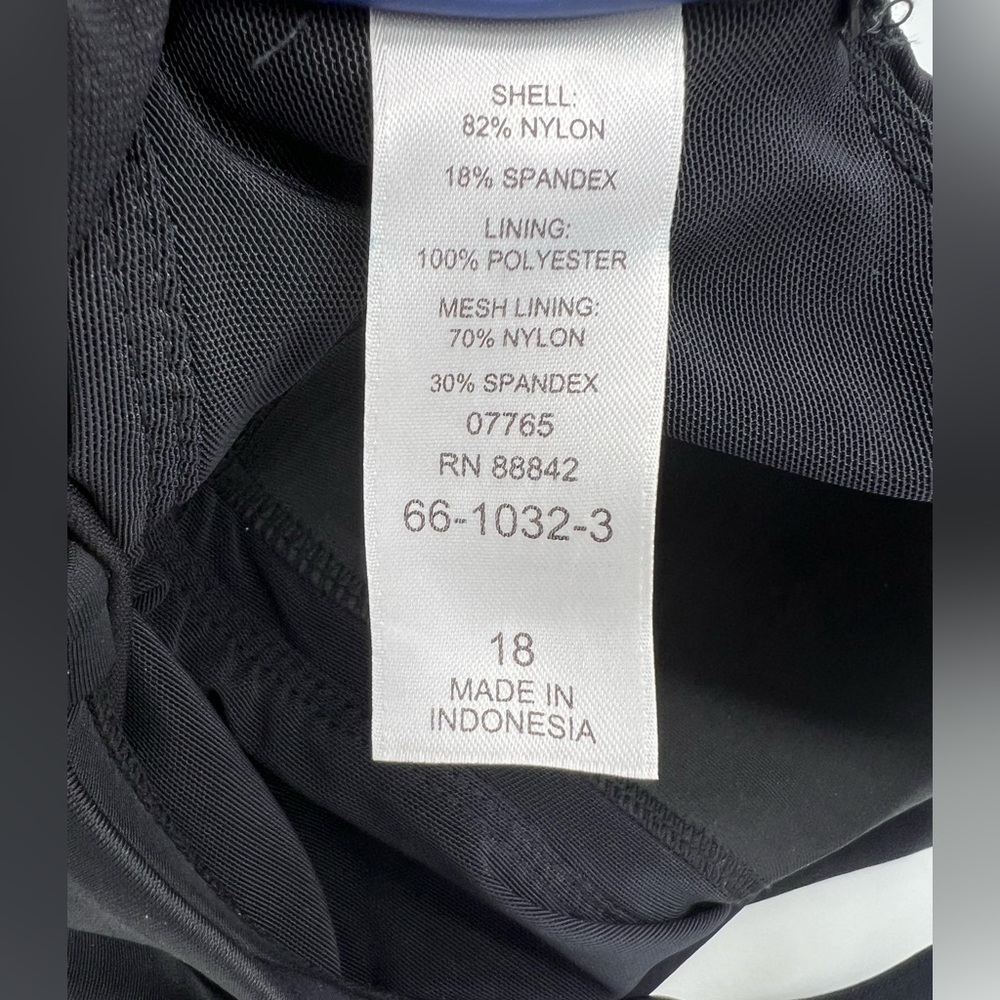 SHELL:
82% NYLON
18% SPANDEX
LINING:
100% POLYESTER
MESH LINING:
70% NYLON
30% SPANDEX
07765
RN 88842
66-1032-3
18
MADE IN
INDONESIA